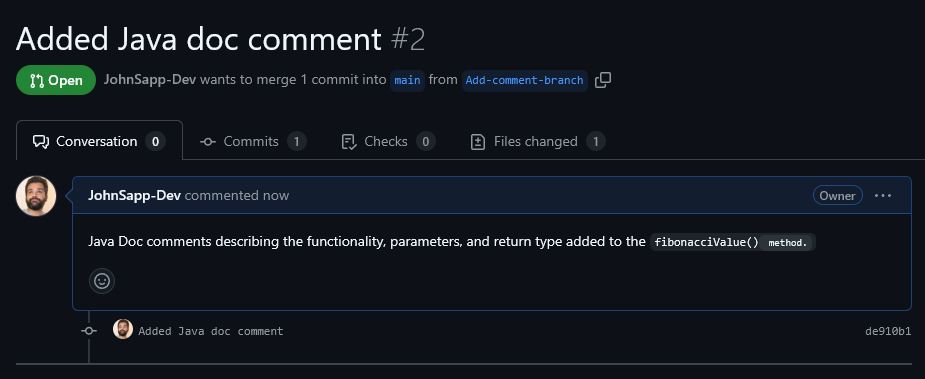 Added Java doc comment #2
Open JohnSapp-Dev wants to merge 1 commit into main from Add-comment-branch
Conversation 0 Commits 1 Checks 0 Files changed 1
JohnSapp-Dev commented now Owner
Java Doc comments describing the functionality, parameters, and return type added to the fibonacciValue() method.
Added Java doc comment de910b1